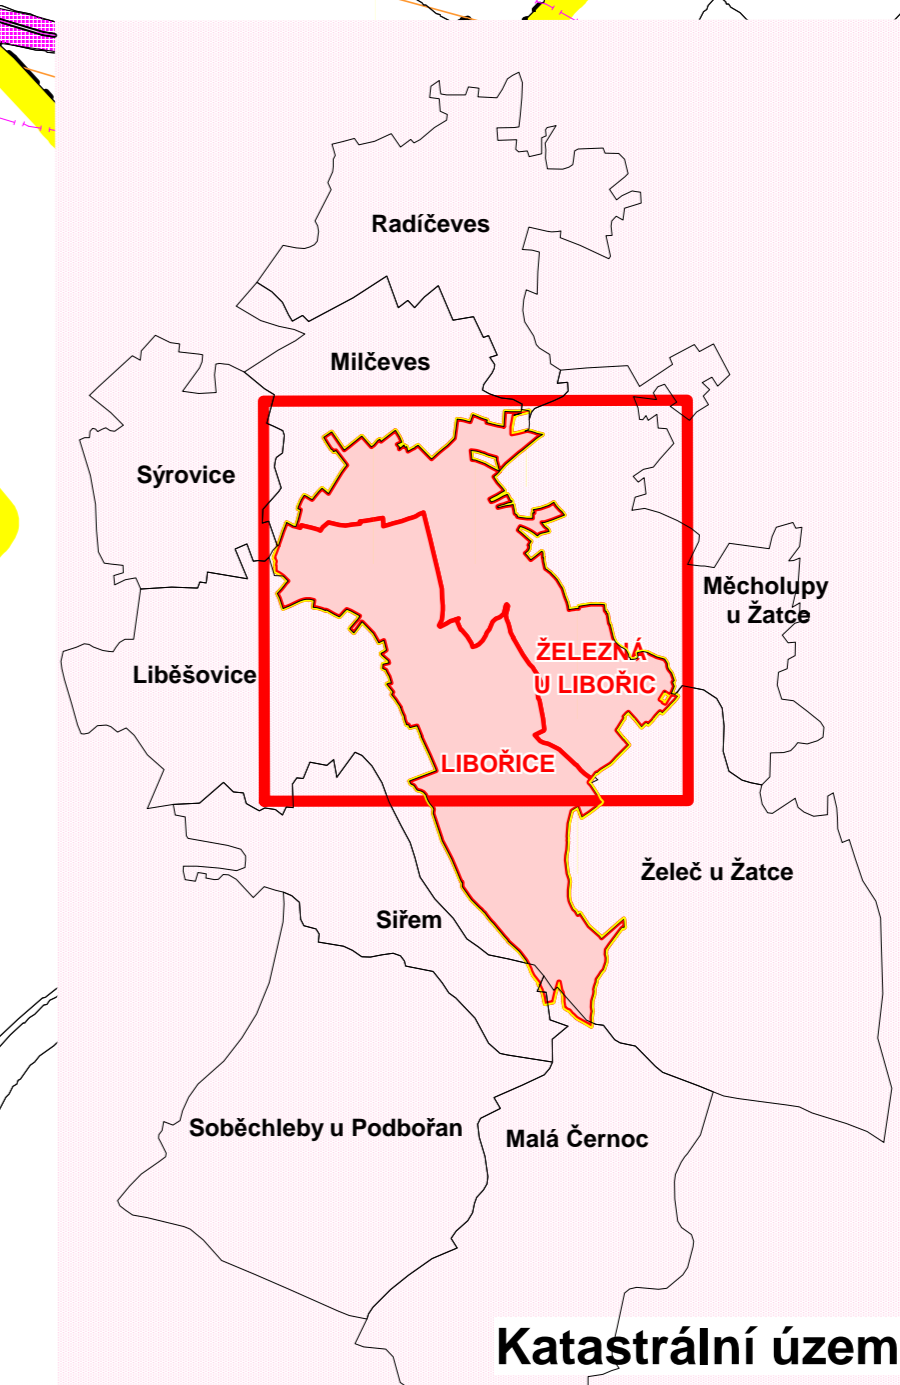 Radíčeves
Milčeves
Sýrovice
Měcholupy
u Žatce
ŽELEZNÁ
U LIBOŘIC
Liběšovice
LIBOŘICE
Želeč u Žatce
Siřem
Soběchleby u Podbořan
Malá Černoc
Katastrální územ